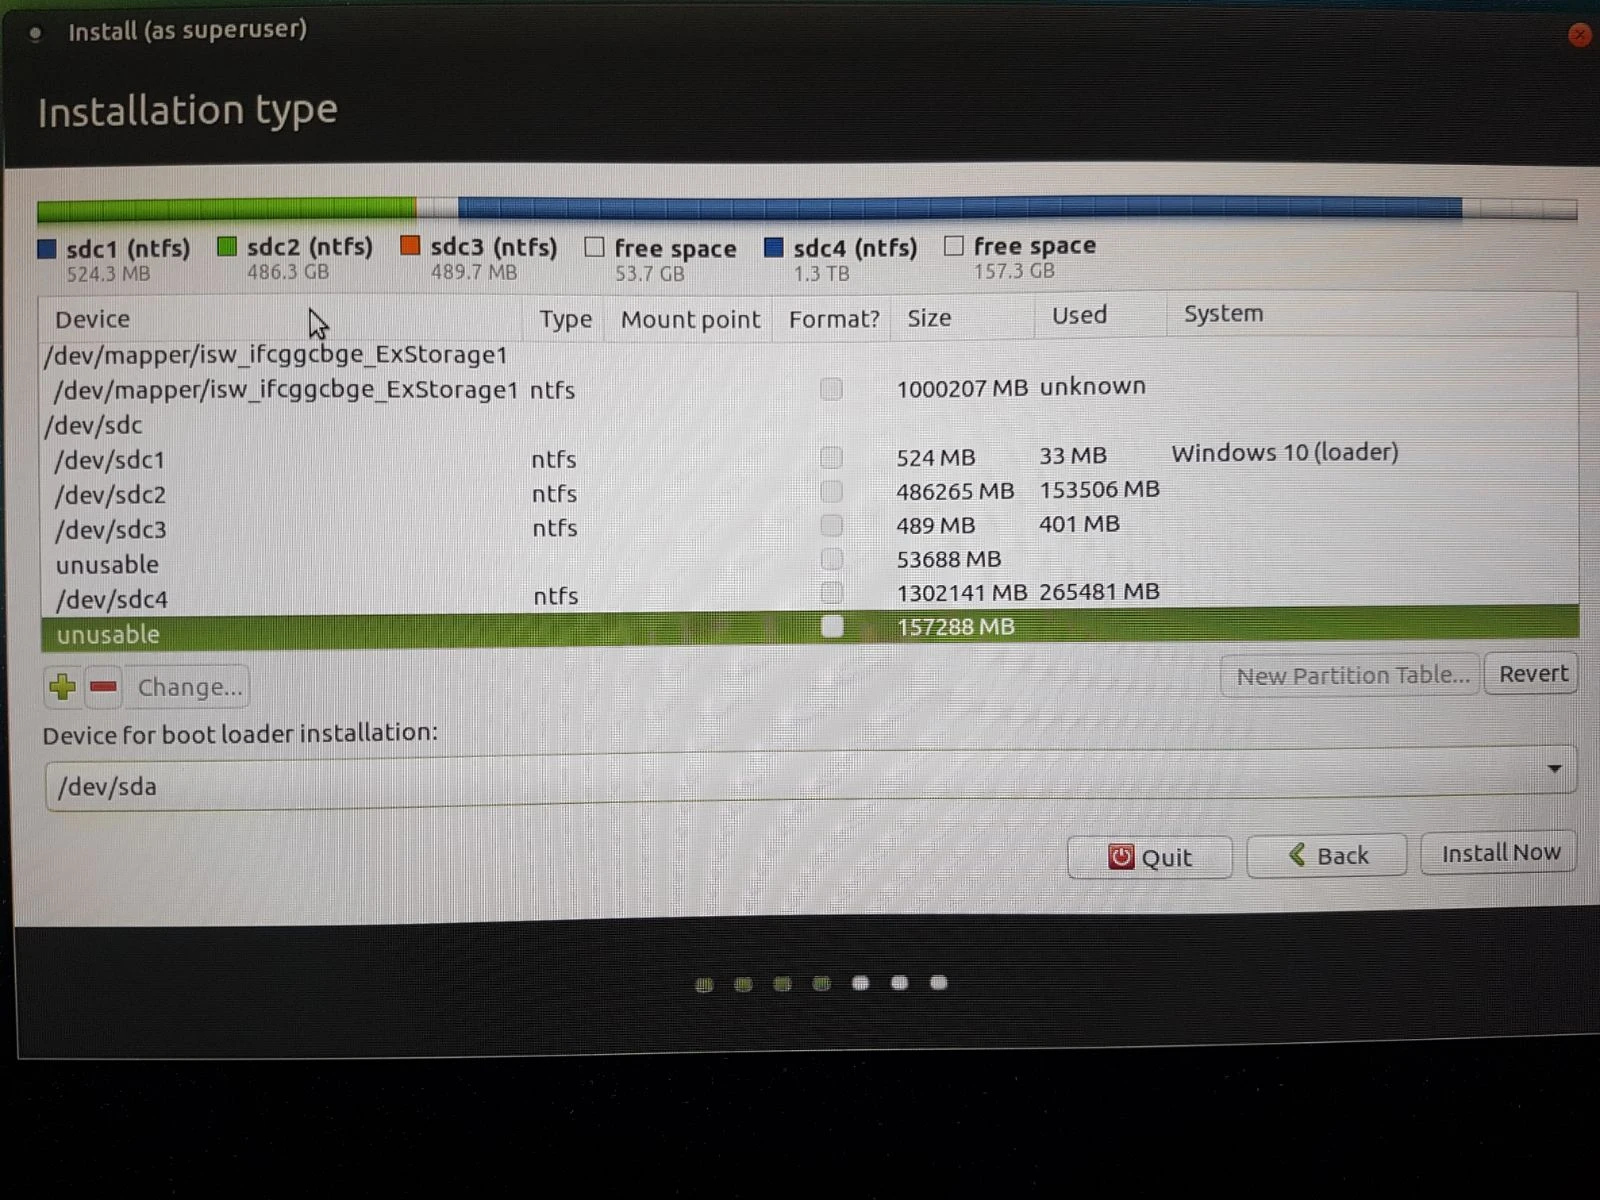 Install (as superuser)
Installation type
sdc1 (ntfs) sdc2 (ntfs) sdc3 (ntfs) free space sdc4 (ntfs) free space
524.3 MB 486.3 GB 489.7 MB 53.7 GB 1.3 TB 157.3 GB
Device Type Mount point Format? Size Used System
/dev/mapper/isw_ifcggcbge_ExStorage1
/dev/mapper/isw_ifcggcbge_ExStorage1 ntfs 1000207 MB unknown
/dev/sdc
/dev/sdc1 ntfs 524 MB 33 MB Windows 10 (loader)
/dev/sdc2 ntfs 486265 MB 153506 MB
/dev/sdc3 ntfs 489 MB 401 MB
unusable 53688 MB
/dev/sdc4 ntfs 1302141 MB 265481 MB
unusable 157288 MB
Change... New Partition Table... Revert
Device for boot loader installation:
/dev/sda
Quit Back Install Now